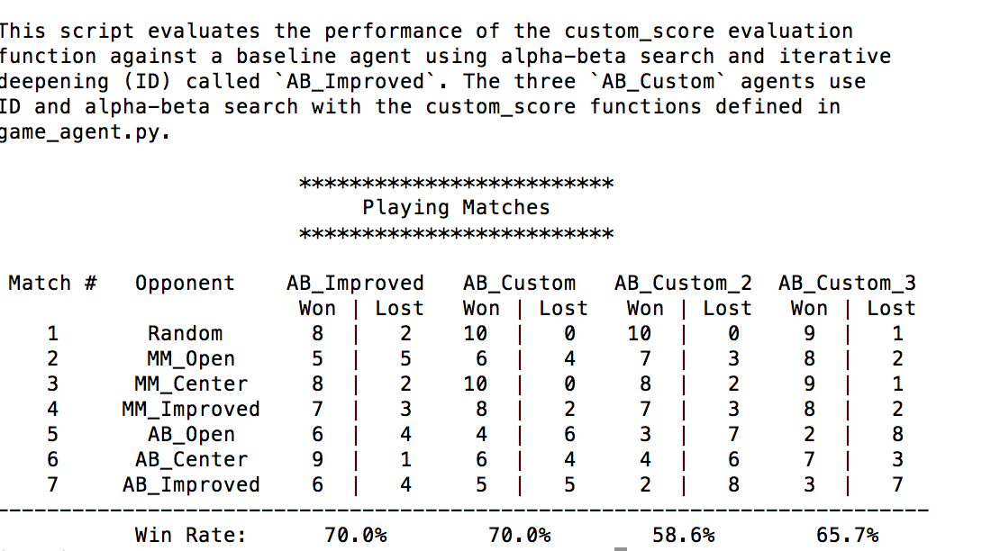 This script evaluates the performance of the custom_score evaluation
function against a baseline agent using alpha-beta search and iterative
deepening (ID) called `AB_Improved`. The three `AB_Custom` agents use
ID and alpha-beta search with the custom_score functions defined in
game_agent.py.
*************************
Playing Matches
*************************
Match # Opponent AB_Improved AB_Custom AB_Custom_2 AB_Custom_3
Won | Lost Won | Lost Won | Lost Won | Lost
1 Random 8 | 2 10 | 0 10 | 0 9 | 1
2 MM_Open 5 | 5 6 | 4 7 | 3 8 | 2
3 MM_Center 8 | 2 10 | 0 8 | 2 9 | 1
4 MM_Improved 7 | 3 8 | 2 7 | 3 8 | 2
5 AB_Open 6 | 4 4 | 6 3 | 7 2 | 8
6 AB_Center 9 | 1 6 | 4 4 | 6 7 | 3
7 AB_Improved 6 | 4 5 | 5 2 | 8 3 | 7
--------------------------------------------------------------------------
Win Rate: 70.0% 70.0% 58.6% 65.7%